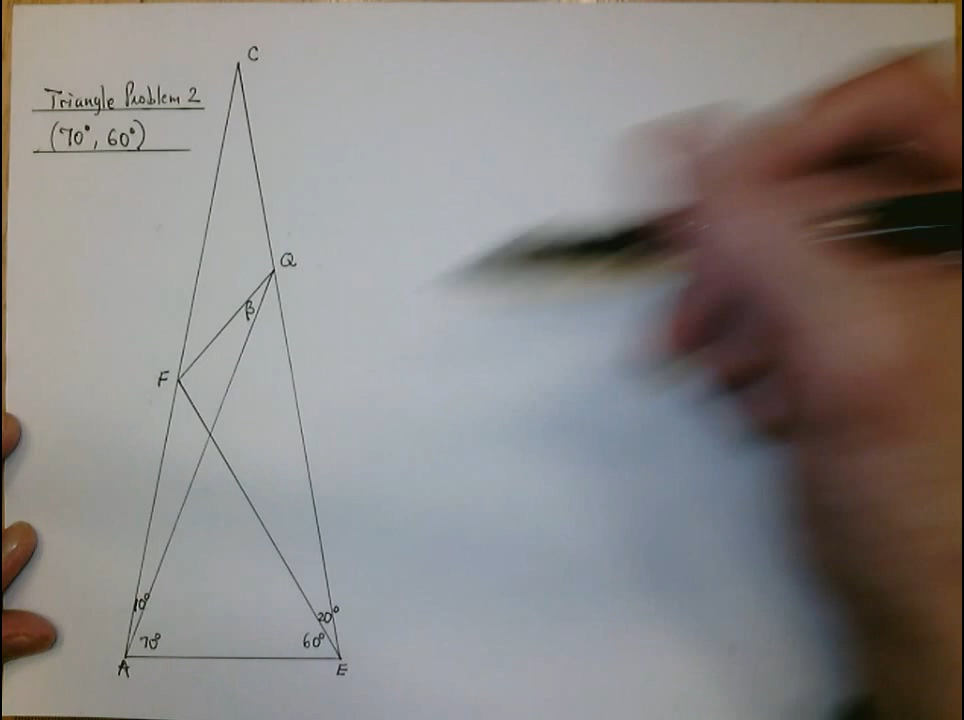 C
Triangle Problem 2
(70°, 60°)
Q
β
F
10°
20°
70°
60°
A
E